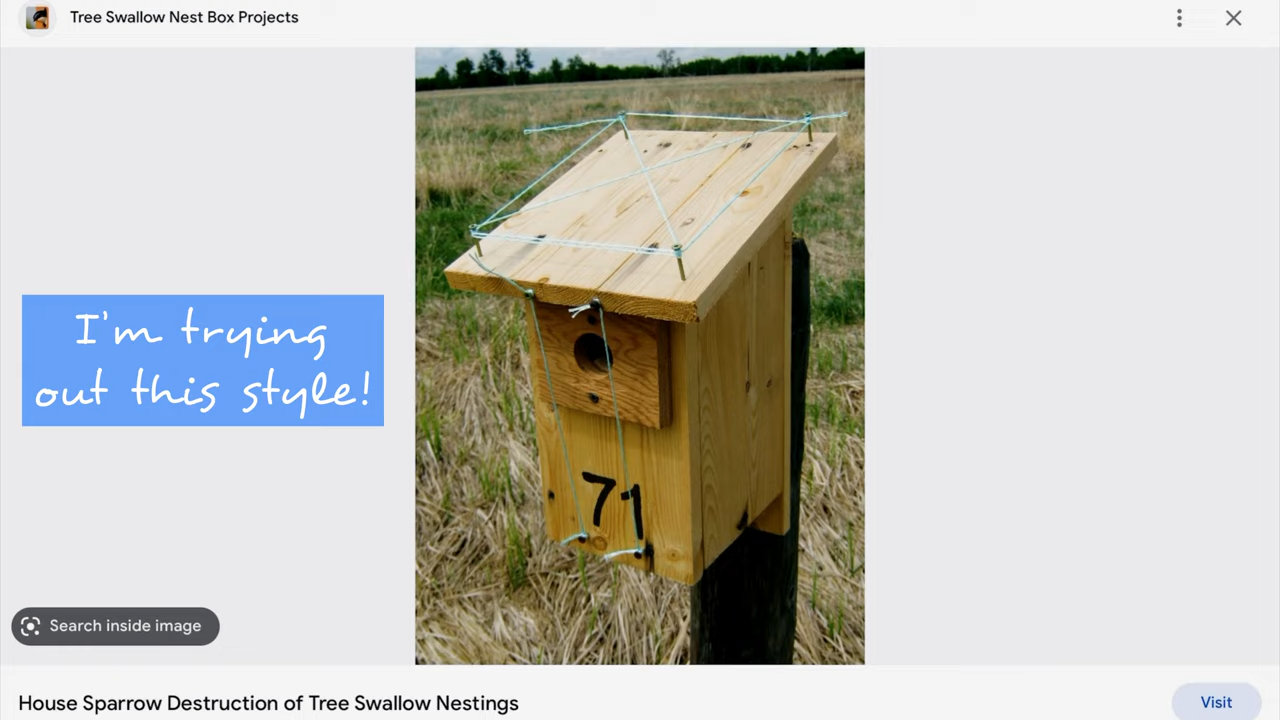 Tree Swallow Nest Box Projects
I'm trying
out this style!
71
Search inside image
House Sparrow Destruction of Tree Swallow Nestings
Visit